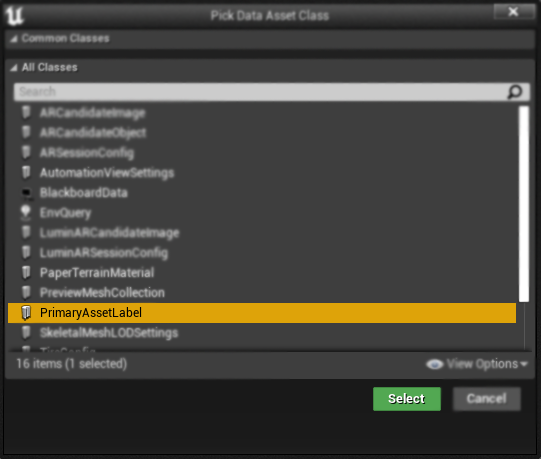 Pick Data Asset Class
Common Classes
All Classes
Search
ARCandidateImage
ARCandidateObject
ARSessionConfig
AutomationViewSettings
BlackboardData
EnvQuery
LuminARCandidateImage
LuminARSessionConfig
PaperTerrainMaterial
PreviewMeshCollection
PrimaryAssetLabel
SkeletalMeshLODSettings
16 items (1 selected)
View Options
Select
Cancel